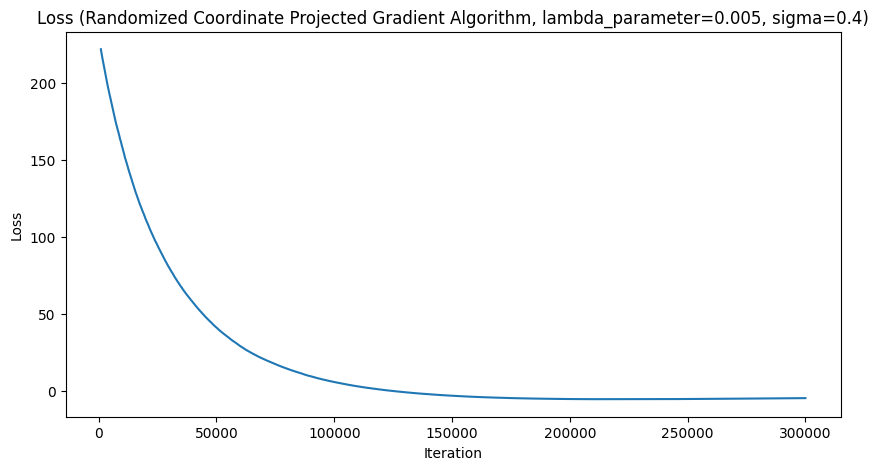 Loss (Randomized Coordinate Projected Gradient Algorithm, lambda_parameter=0.005, sigma=0.4)
200
150
100
50
0
Loss
0 50000 100000 150000 200000 250000 300000
Iteration